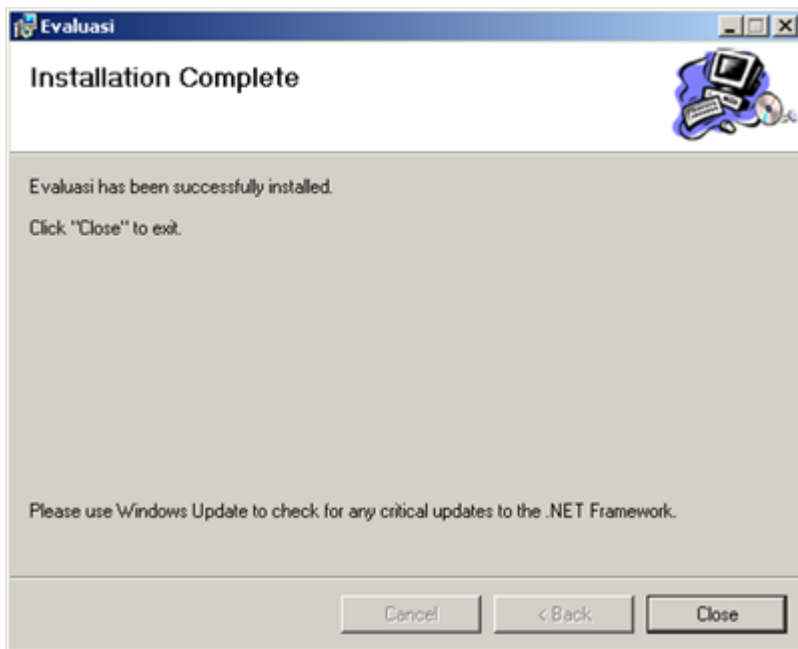 Evaluasi
Installation Complete
Evaluasi has been successfully installed.
Click "Close" to exit.
Please use Windows Update to check for any critical updates to the .NET Framework.
Cancel
< Back
Close